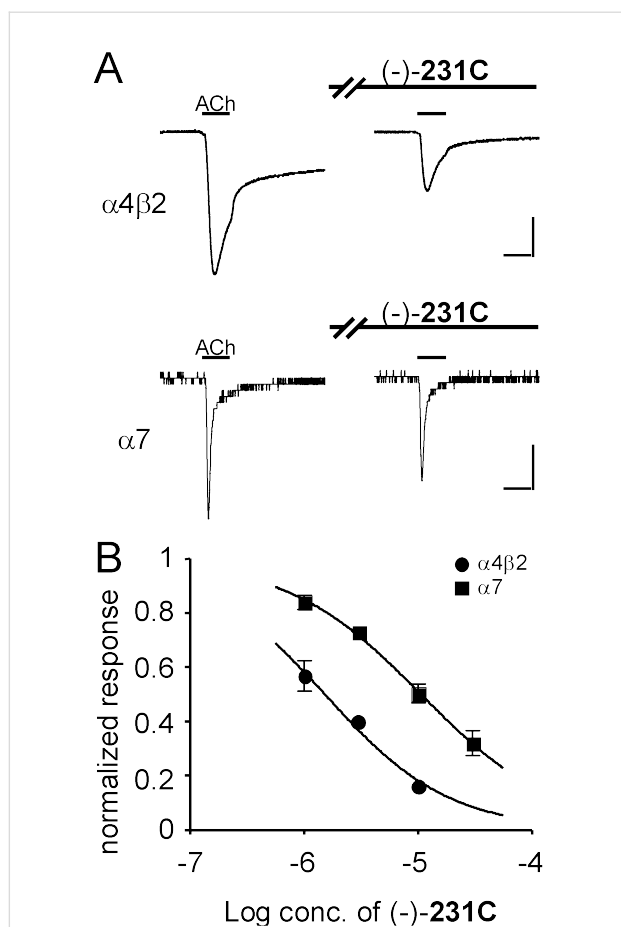 A
(-)-231C
ACh
α4β2
(-)-231C
ACh
α7
B
α4β2
α7
1
0.8
0.6
0.4
0.2
0
normalized response
-7
-6
-5
-4
Log conc. of (-)-231C